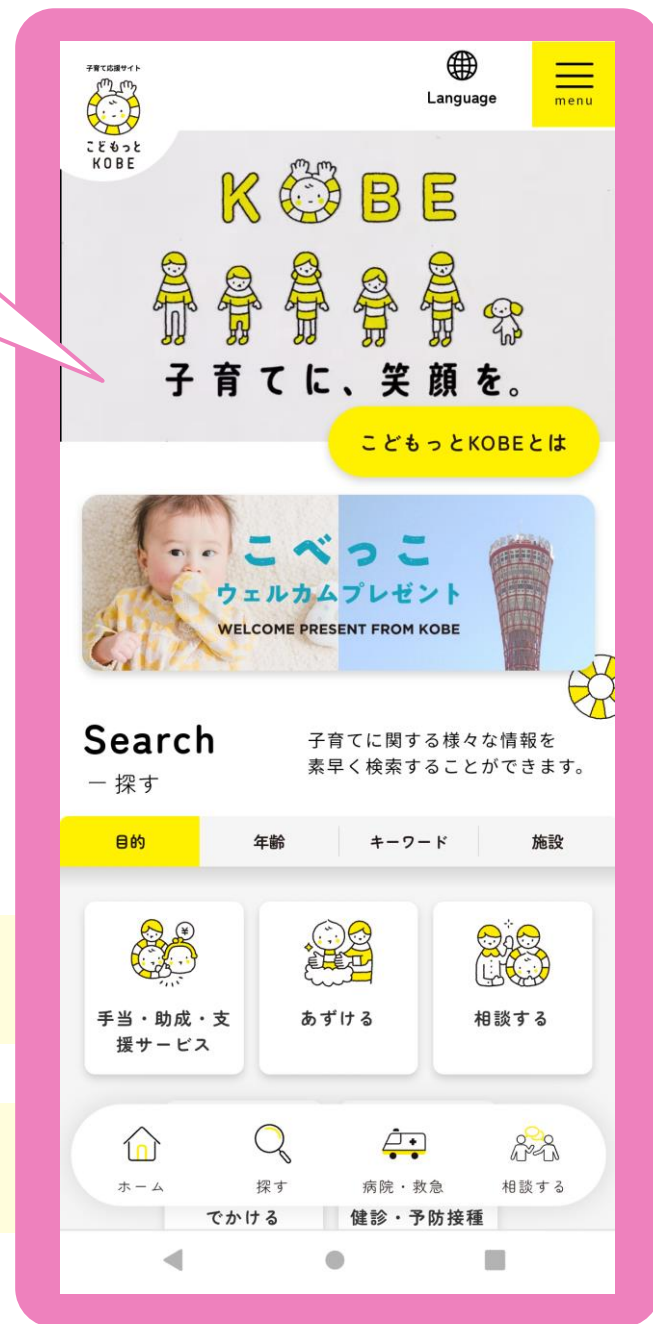 子育て応援サイト
こどもっと
KOBE
Language
menu
KOBE
子育てに、笑顔を。
こどもっとKOBEとは
こべっこ
ウェルカムプレゼント
WELCOME PRESENT FROM KOBE
Search
子育てに関する様々な情報を
素早く検索することができます。
― 探す
目的 年齢 キーワード 施設
¥
手当・助成・支
援サービス
あずける
相談する
ホーム 探す 病院・救急 相談する
でかける 健診・予防接種